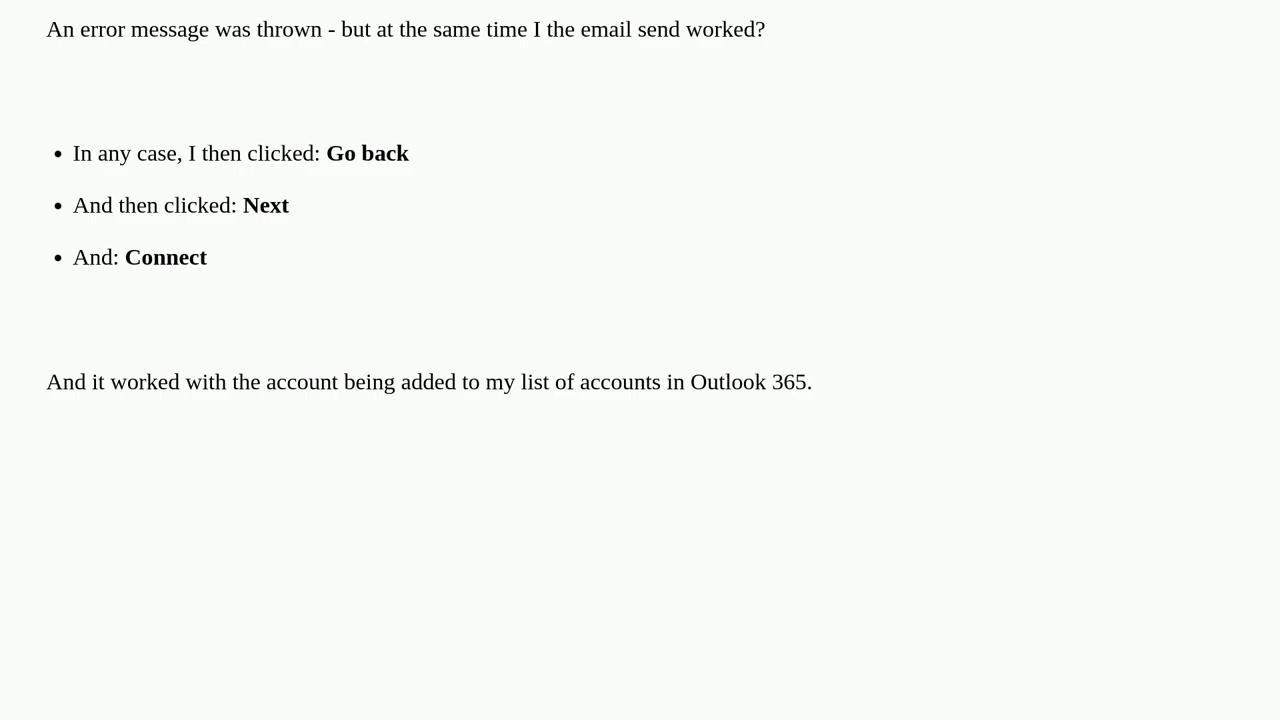 An error message was thrown - but at the same time I the email send worked?
• In any case, I then clicked: Go back
• And then clicked: Next
• And: Connect
And it worked with the account being added to my list of accounts in Outlook 365.